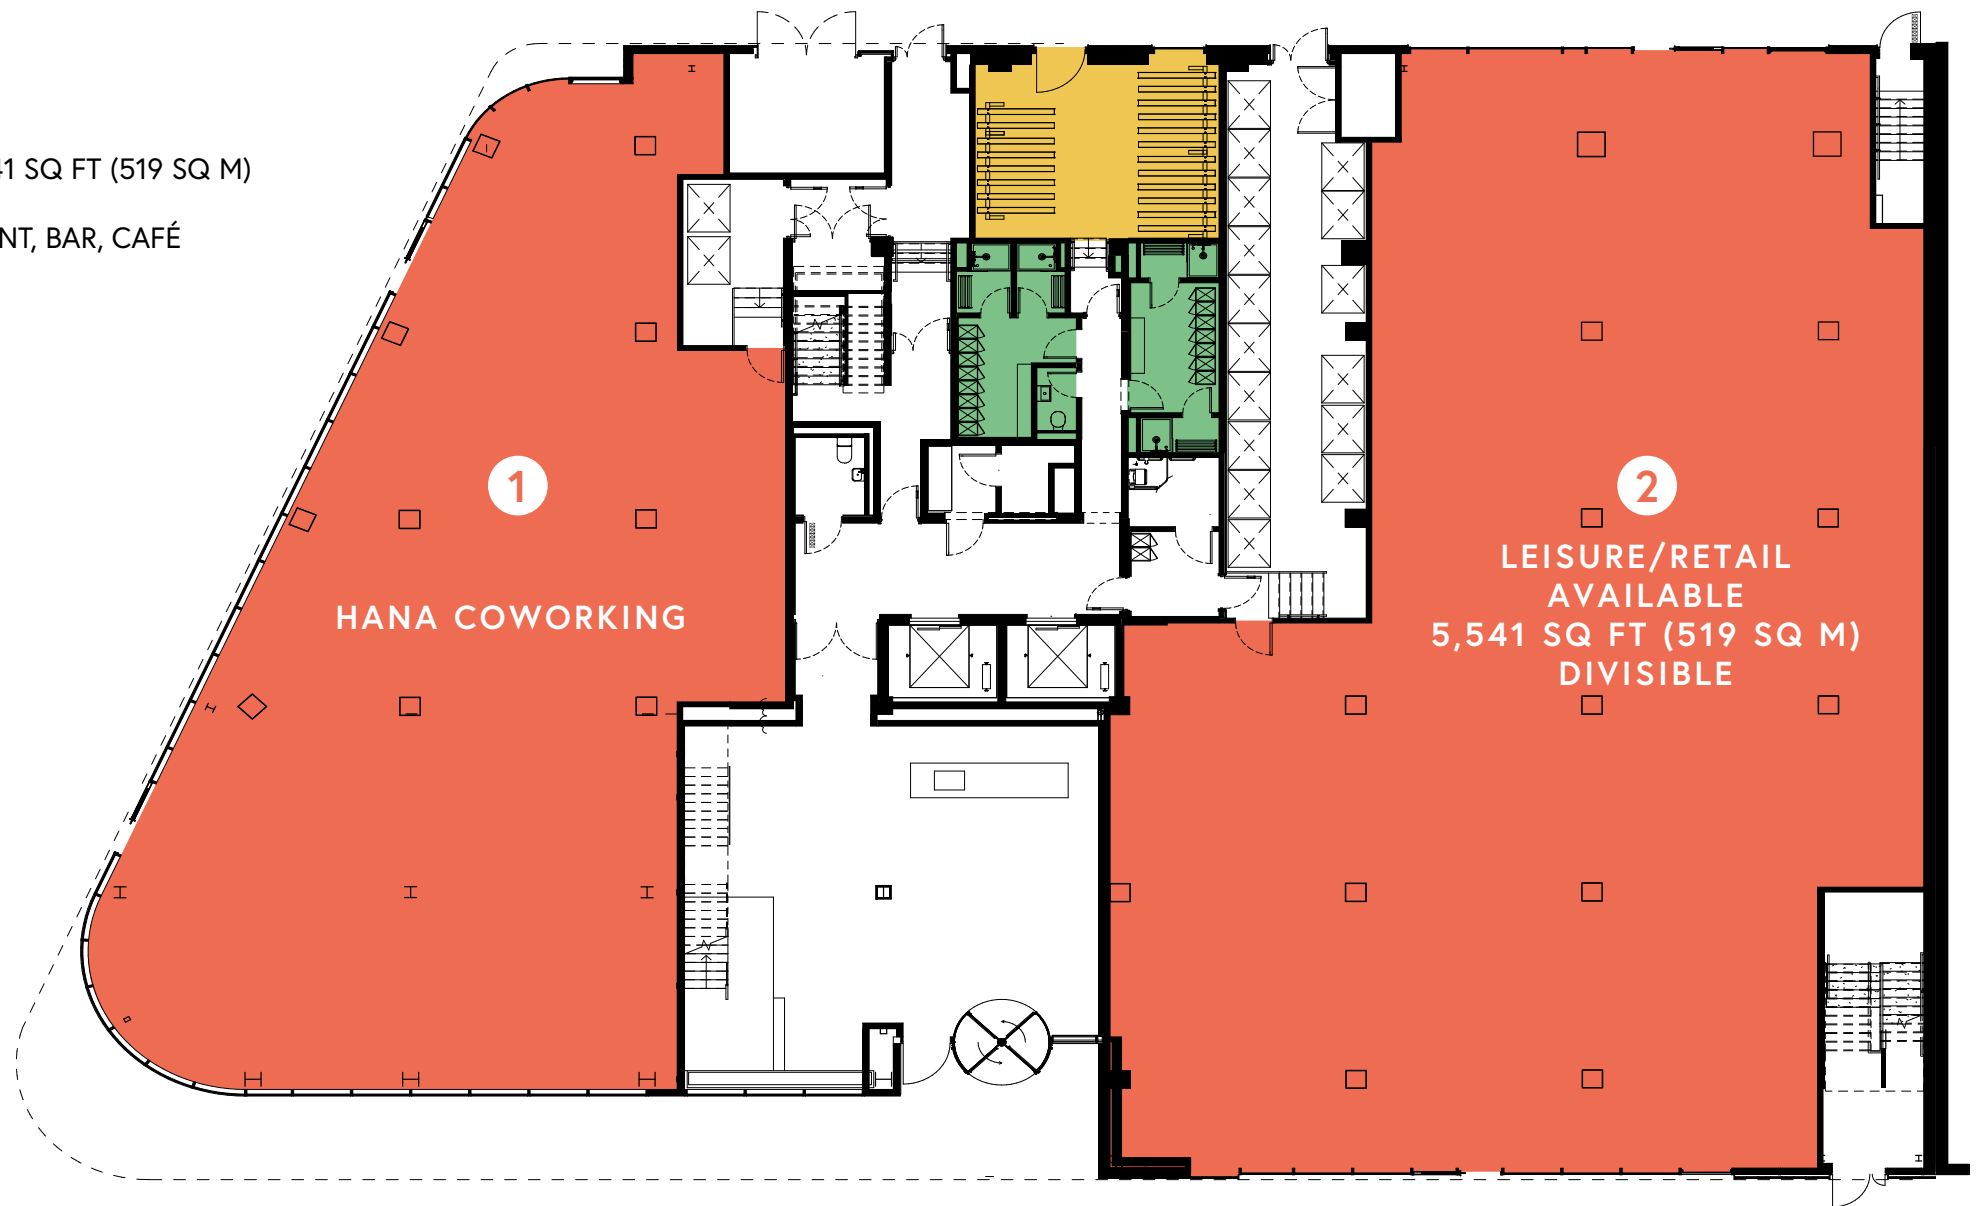 41 SQ FT (519 SQ M)
NT, BAR, CAFÉ
1
HANA COWORKING
2
LEISURE/RETAIL
AVAILABLE
5,541 SQ FT (519 SQ M)
DIVISIBLE